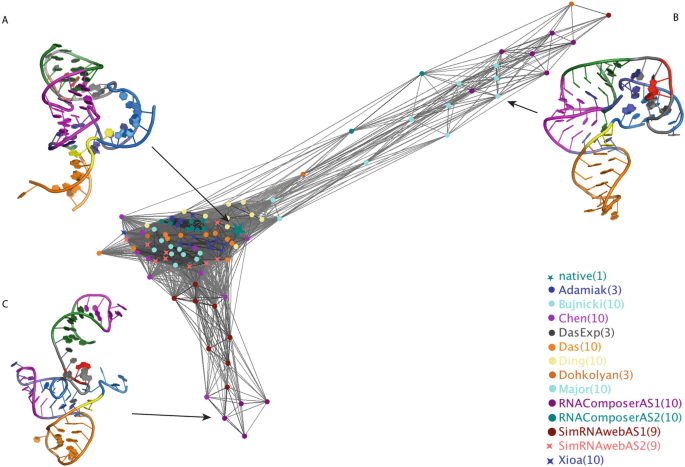 A
B
C
native(1)
Adamiak(3)
Bujnicki(10)
Chen(10)
DasExp(3)
Das(10)
Ding(10)
Dohkolyan(3)
Major(10)
RNAComposerAS1(10)
RNAComposerAS2(10)
SimRNAwebAS1(9)
SimRNAwebAS2(9)
Xioa(10)